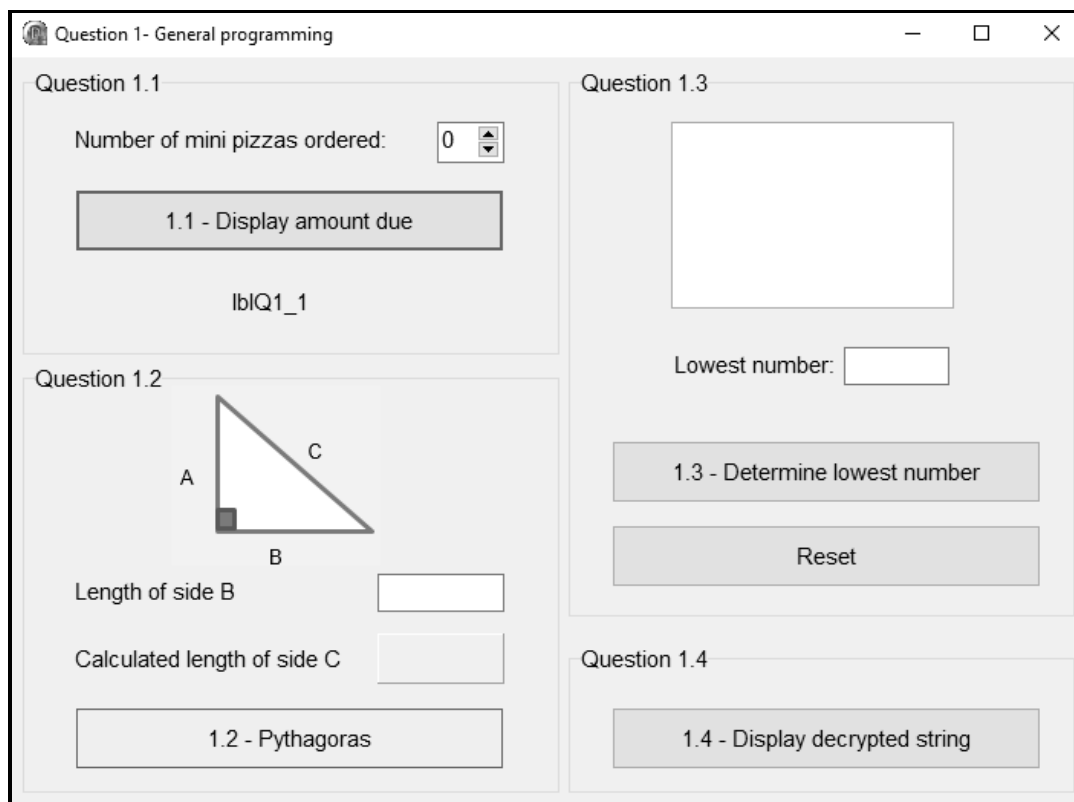 Question 1- General programming
Question 1.1
Number of mini pizzas ordered: 0
1.1 - Display amount due
lblQ1_1
Question 1.2
A
C
B
Length of side B
Calculated length of side C
1.2 - Pythagoras
Question 1.3
Lowest number:
1.3 - Determine lowest number
Reset
Question 1.4
1.4 - Display decrypted string